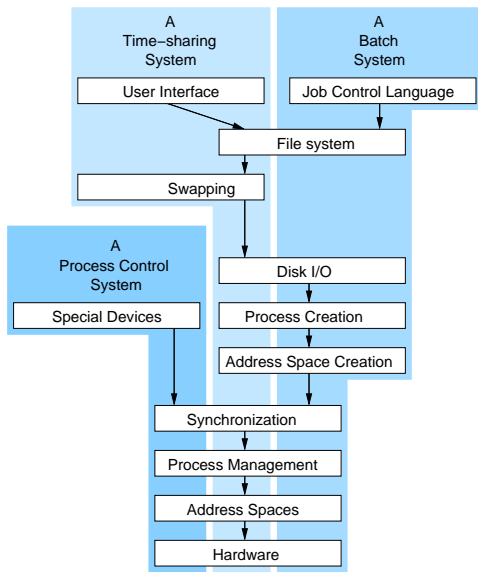 A
Time−sharing
System
A
Batch
System
User Interface
Job Control Language
File system
Swapping
A
Process Control
System
Disk I/O
Special Devices
Process Creation
Address Space Creation
Synchronization
Process Management
Address Spaces
Hardware